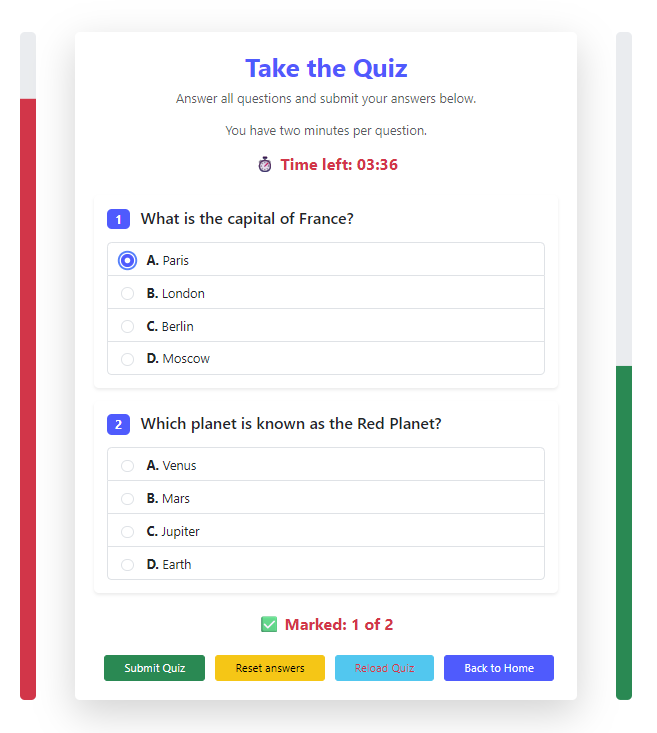 Take the Quiz
Answer all questions and submit your answers below.
You have two minutes per question.
Time left: 03:36
1 What is the capital of France?
A. Paris
B. London
C. Berlin
D. Moscow
2 Which planet is known as the Red Planet?
A. Venus
B. Mars
C. Jupiter
D. Earth
Marked: 1 of 2
Submit Quiz Reset answers Reload Quiz Back to Home